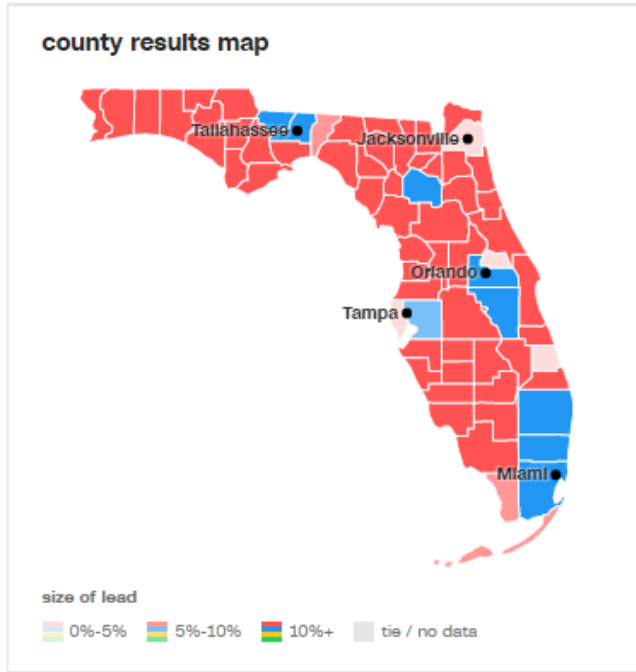 county results map
Tallahassee
Jacksonville
Orlando
Tampa
Miami
size of lead
0%-5% 5%-10% 10%+ tie / no data